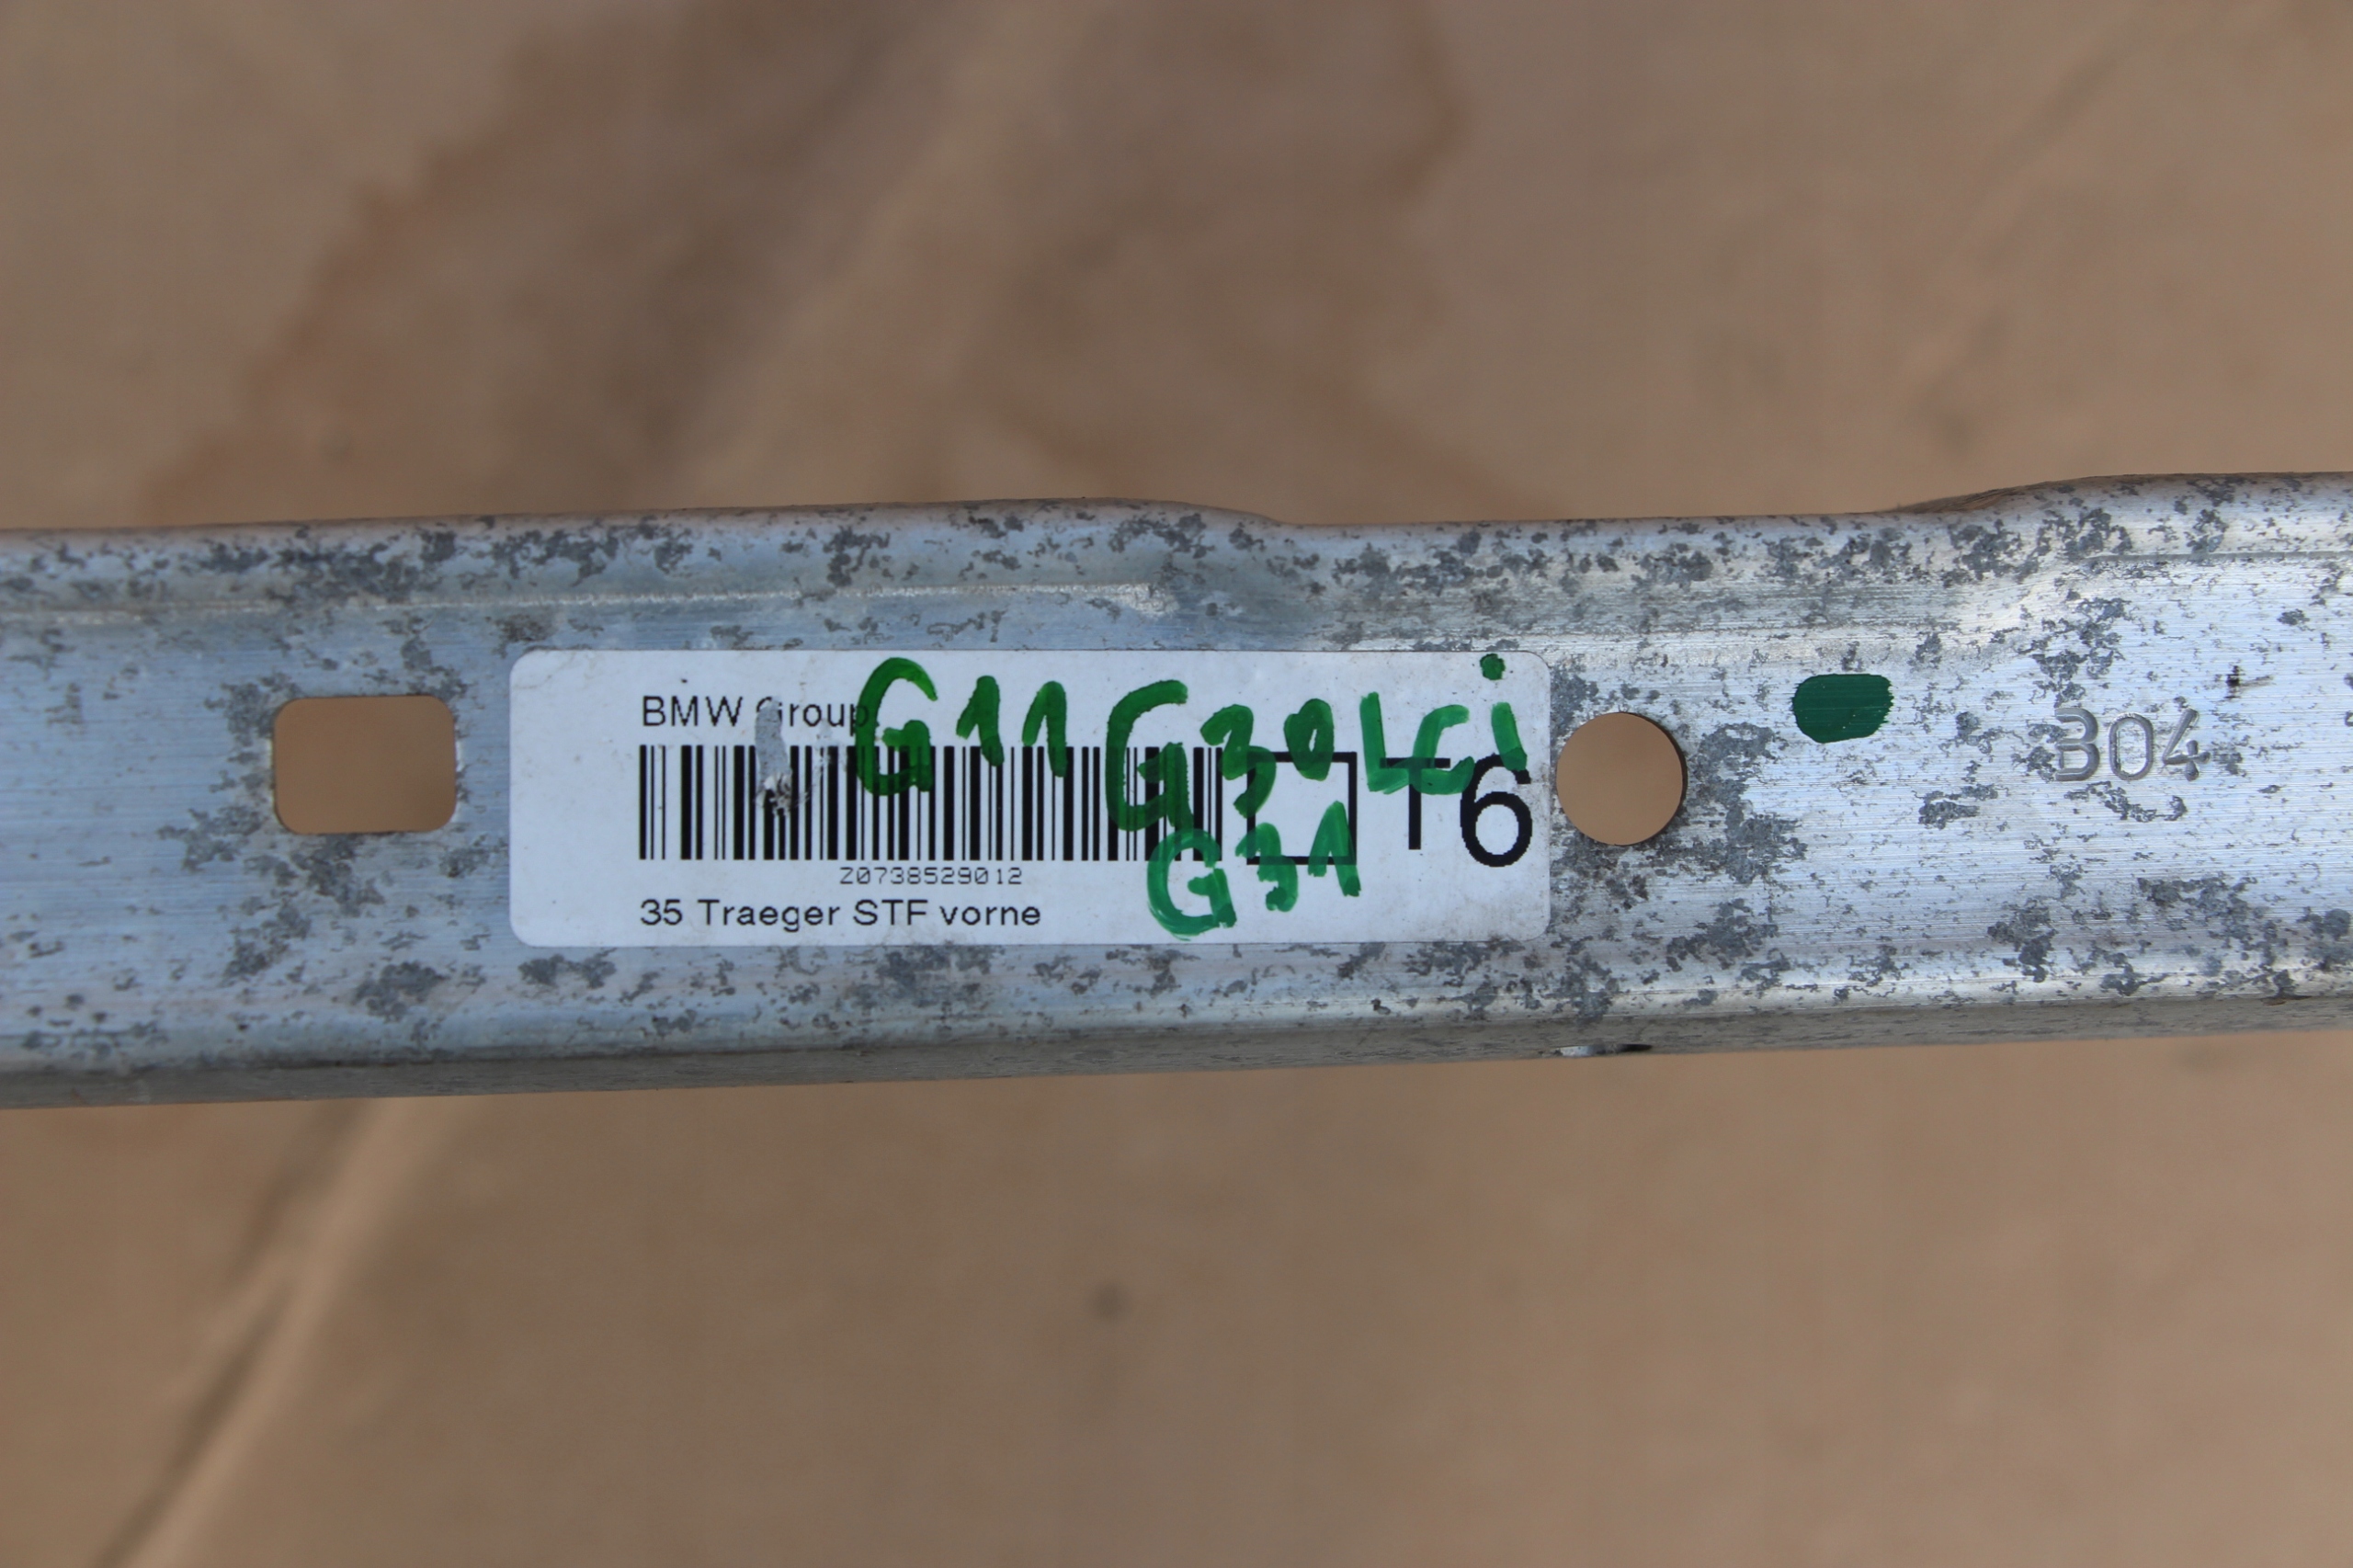 BMW Group
G11 G30 LCi
G31
T6
Z0738529012
35 Traeger STF vorne
B04